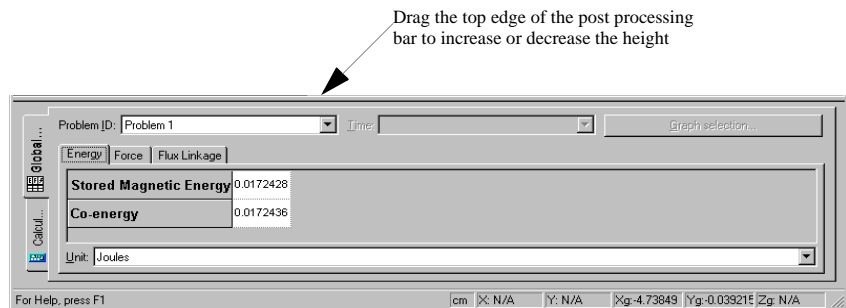 Drag the top edge of the post processing
bar to increase or decrease the height
Problem ID: Problem 1
Time:
Graph selection...
Global...
Calcul...
Energy Force Flux Linkage
Stored Magnetic Energy 0.0172428
Co-energy 0.0172436
Unit: Joules
For Help, press F1 cm X: N/A Y: N/A Xg:-4.73849 Yg:-0.039215 Zg: N/A